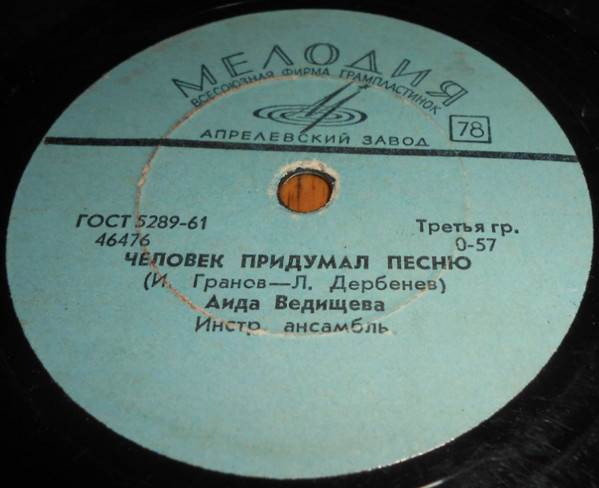 МЕЛОДИЯ
ВСЕСОЮЗНАЯ ФИРМА ГРАМПЛАСТИНОК
АПРЕЛЕВСКИЙ ЗАВОД 78
ГОСТ 5289-61 Третья гр.
46476 0-57
ЧЕЛОВЕК ПРИДУМАЛ ПЕСНЮ
(И. Гранов—Л. Дербенев)
Аида Ведищева
Инстр. ансамбль